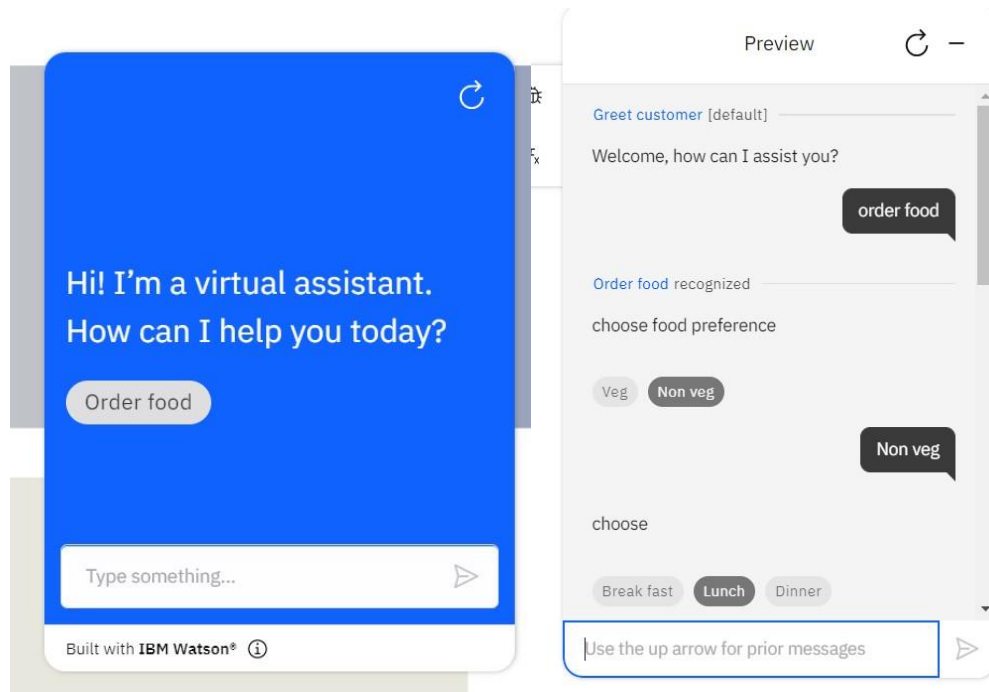 Hi! I’m a virtual assistant.
How can I help you today?
Order food
Type something...
Built with IBM Watson®
Preview
Greet customer [default]
Welcome, how can I assist you?
order food
Order food recognized
choose food preference
Veg Non veg
Non veg
choose
Break fast Lunch Dinner
Use the up arrow for prior messages